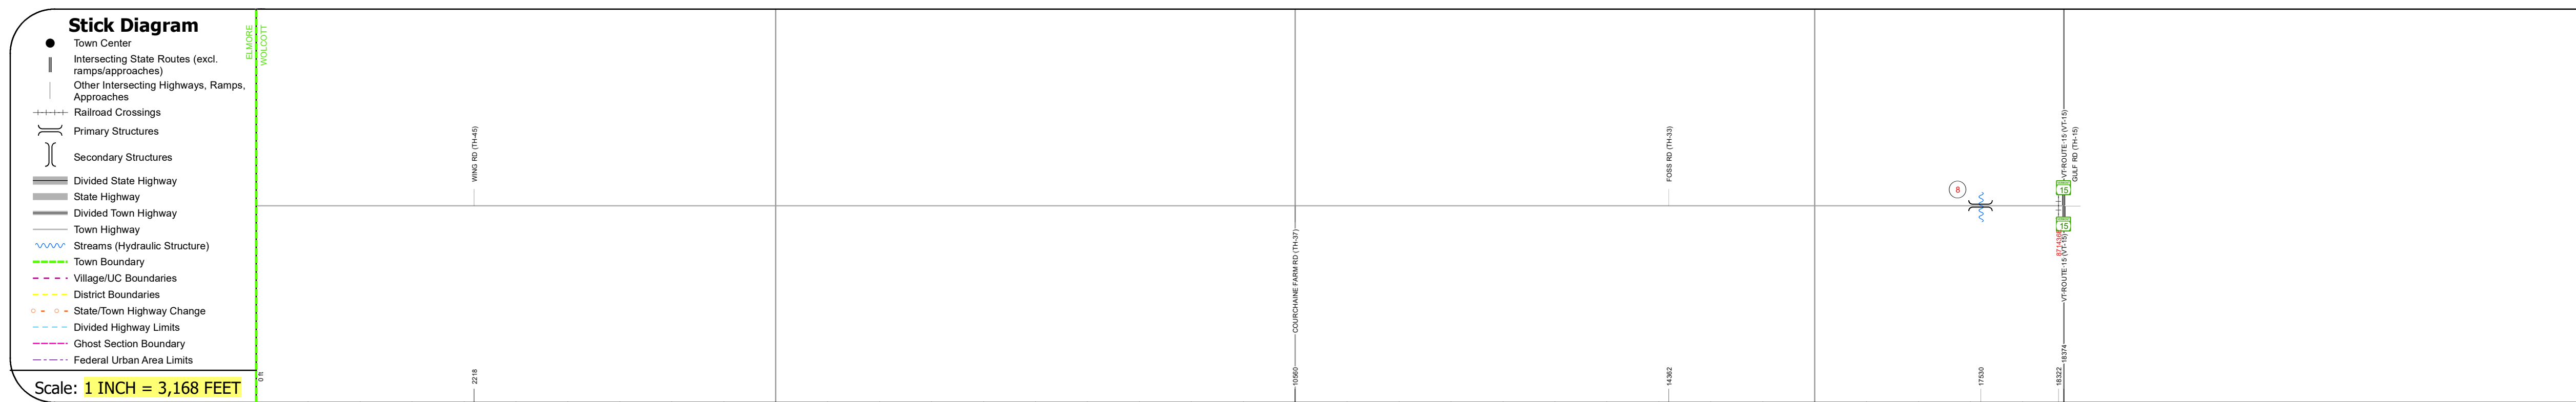 Stick Diagram
Town Center
Intersecting State Routes (excl.
ramps/approaches)
Other Intersecting Highways, Ramps,
Approaches
Railroad Crossings
Primary Structures
Secondary Structures
Divided State Highway
State Highway
Divided Town Highway
Town Highway
Streams (Hydraulic Structure)
Town Boundary
Village/UC Boundaries
District Boundaries
State/Town Highway Change
Divided Highway Limits
Ghost Section Boundary
Federal Urban Area Limits
Scale: 1 INCH = 3,168 FEET
ELMORE
WOLCOTT
0 ft
WING RD (TH-45)
2218
COURCHAINE FARM RD (TH-37)
10560
FOSS RD (TH-33)
14362
8
17530
18322
VT-ROUTE-15 (VT-15)
GULF RD (TH-15)
15
15
VT-ROUTE-15 (VT-15)
18374